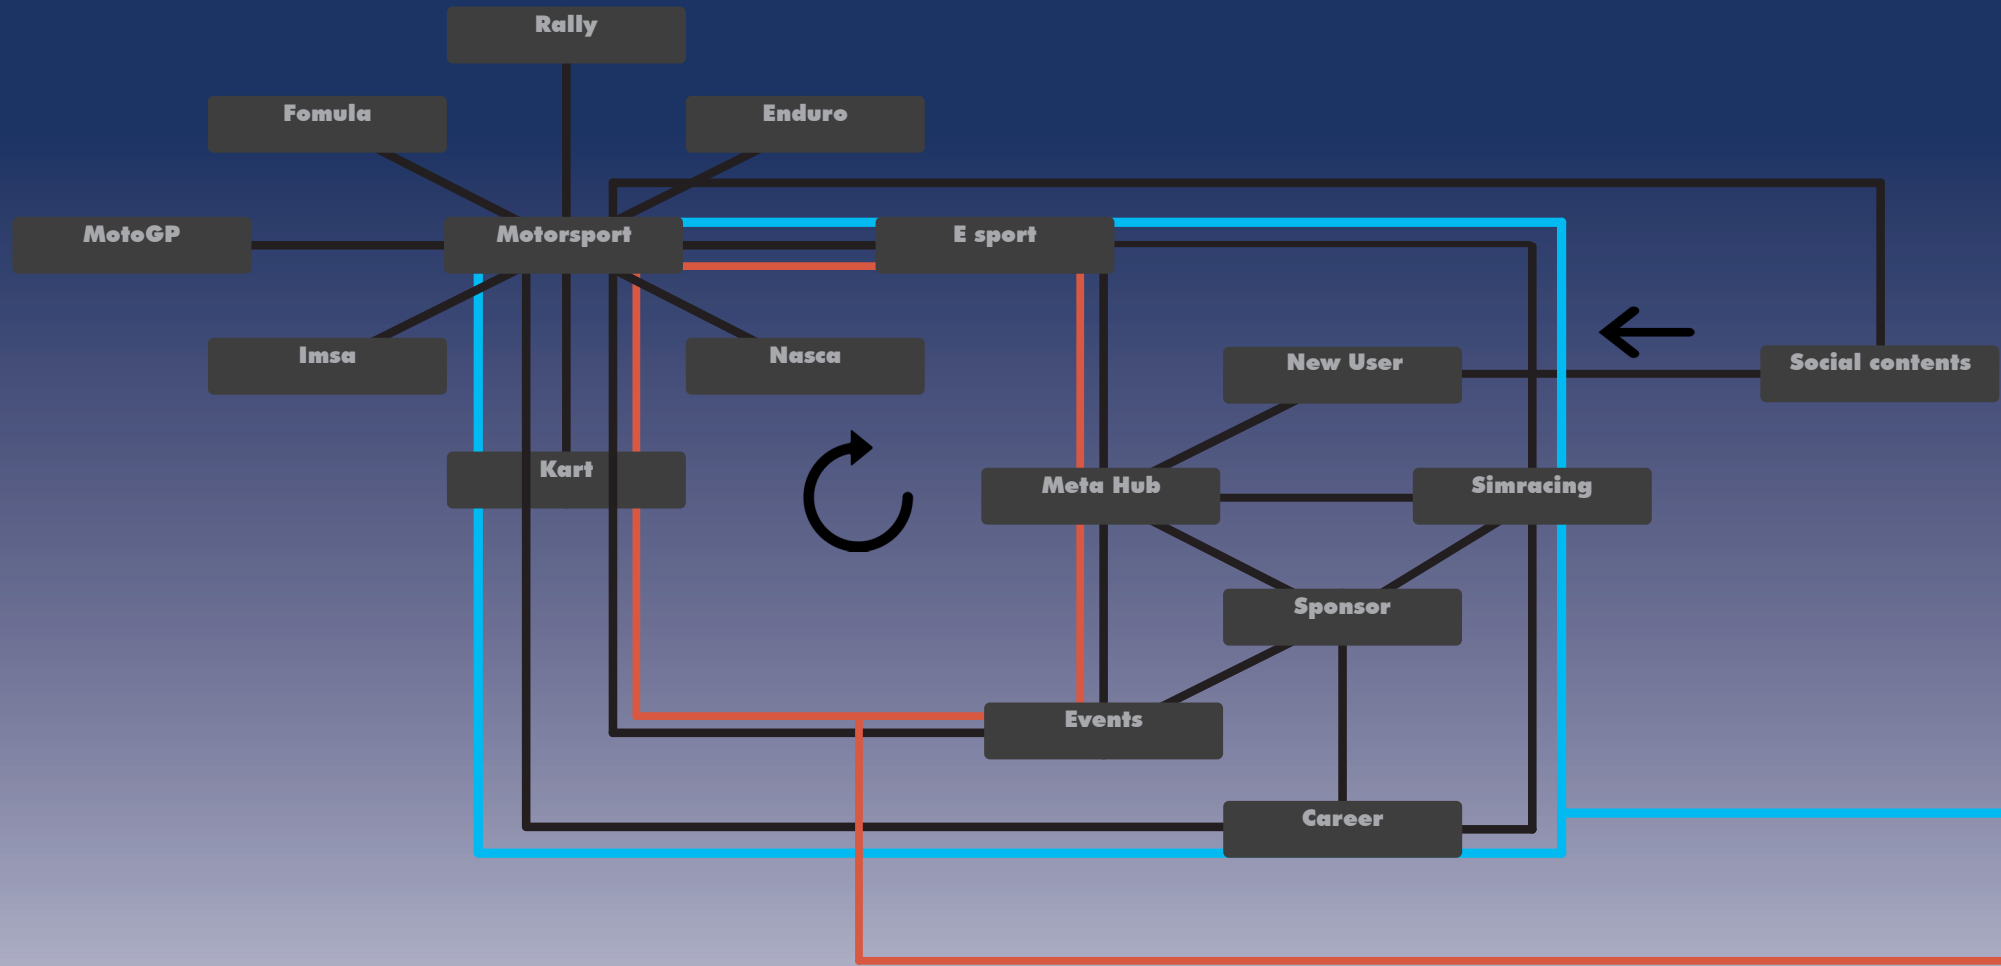 Rally
Fomula
Enduro
MotoGP
Motorsport
E sport
Imsa
Nasca
New User
Social contents
Kart
Meta Hub
Simracing
Sponsor
Events
Career